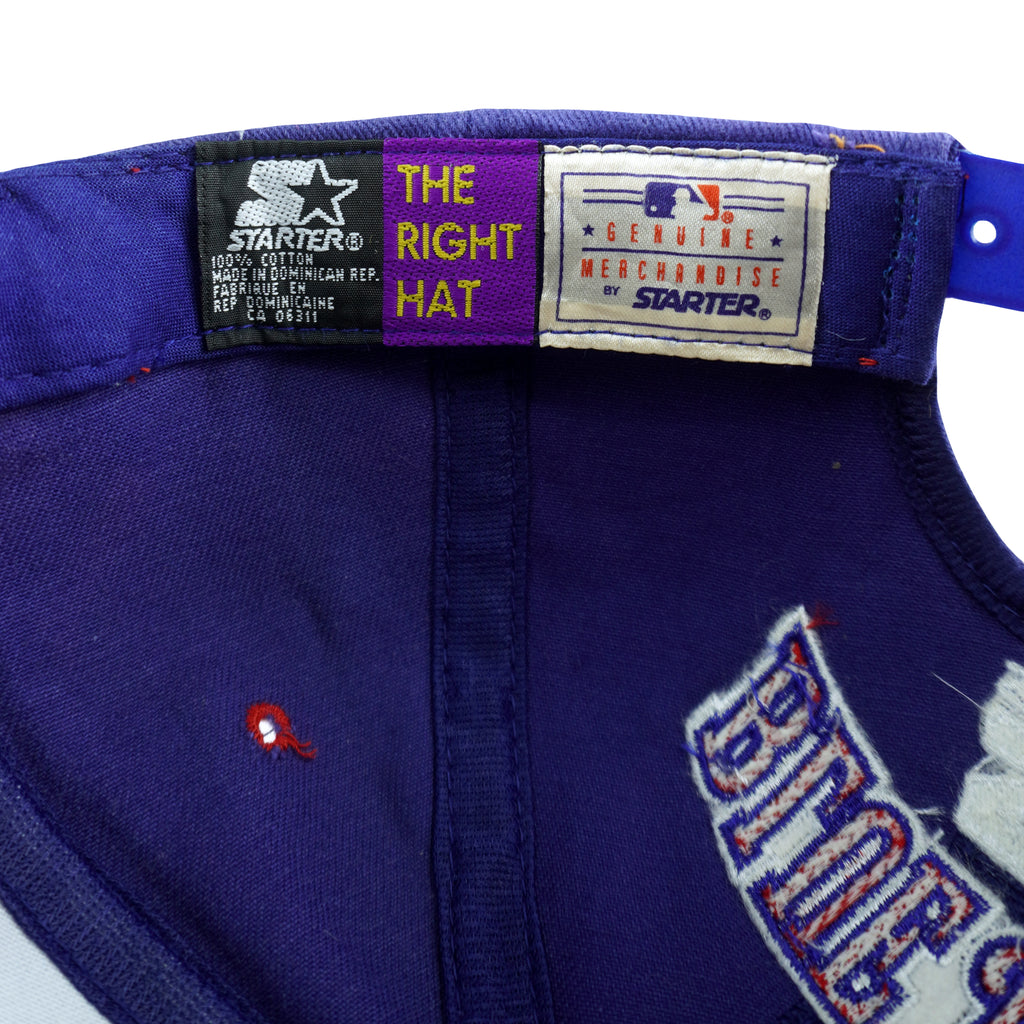 STARTER®
100% COTTON
MADE IN DOMINICAN REP.
FABRIQUE EN
REP DOMINICAINE
CA 06311
THE
RIGHT
HAT
GENUINE
MERCHANDISE
BY STARTER®